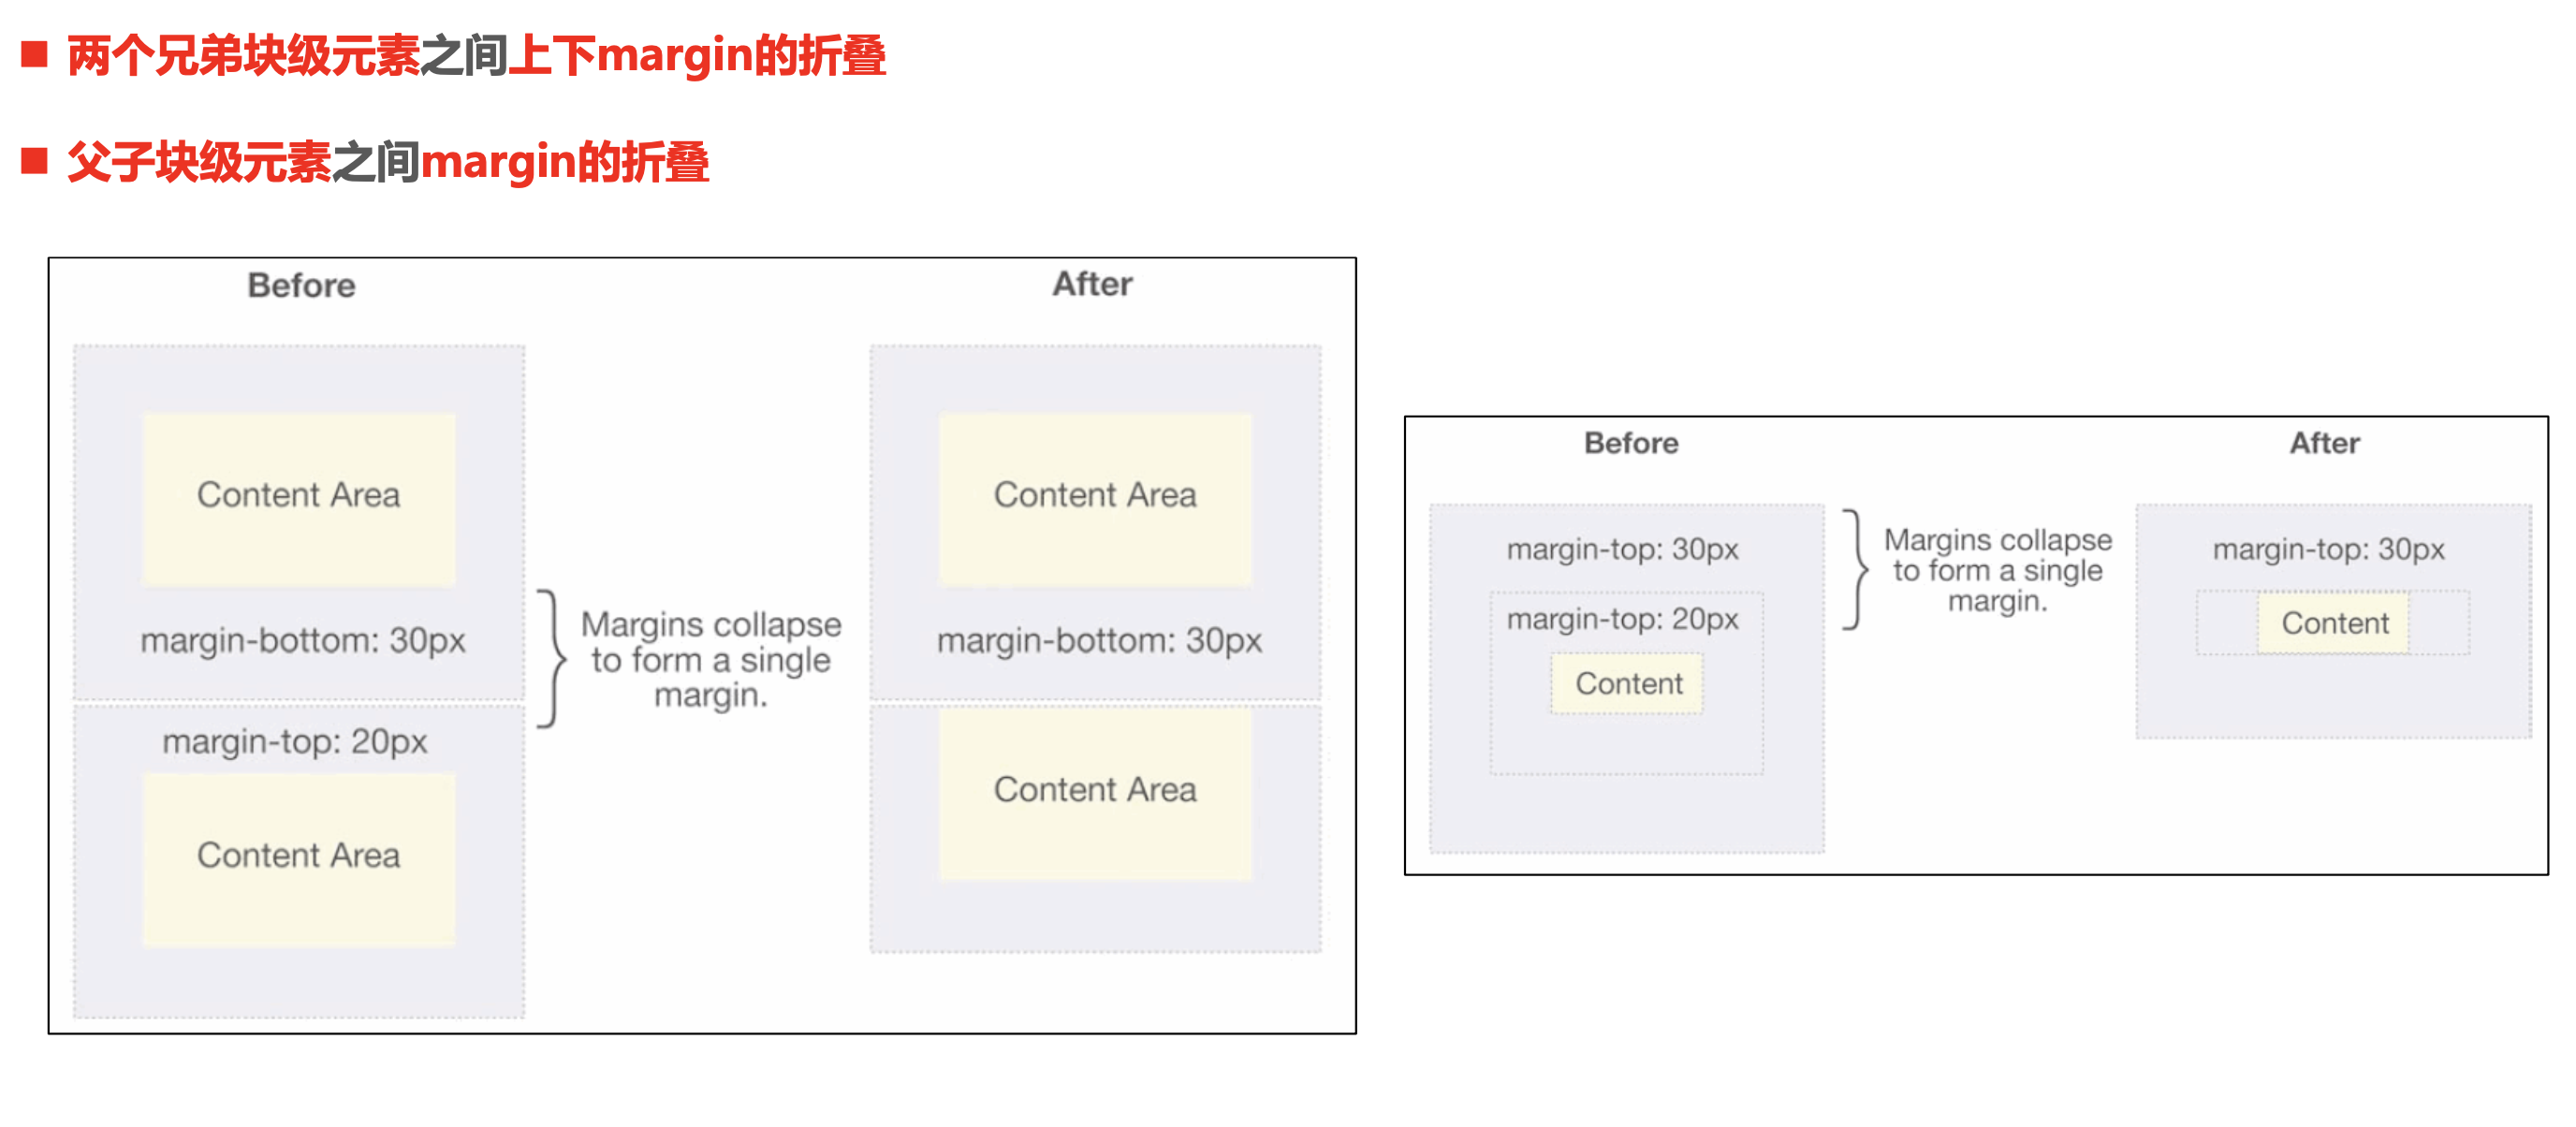 两个兄弟块级元素之间上下margin的折叠
父子块级元素之间margin的折叠
Before
After
Content Area
margin-bottom: 30px
margin-top: 20px
Content Area
Margins collapse
to form a single
margin.
Content Area
margin-bottom: 30px
Content Area
Before
After
margin-top: 30px
margin-top: 20px
Content
Margins collapse
to form a single
margin.
margin-top: 30px
Content